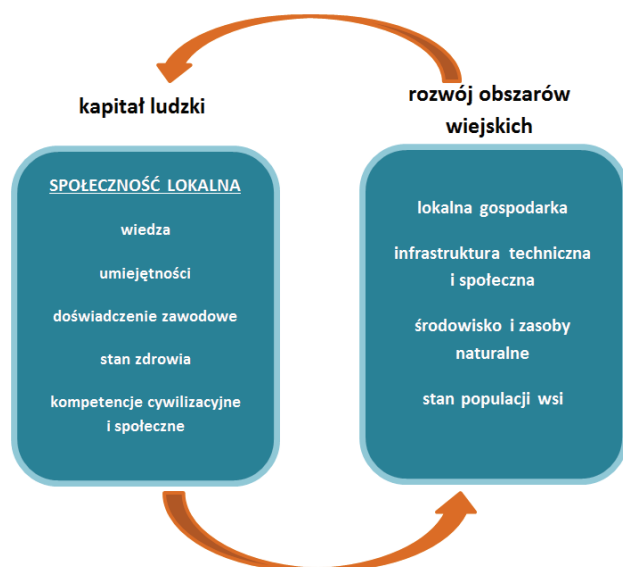 kapitał ludzki
SPOŁECZNOŚĆ LOKALNA
wiedza
umiejętności
doświadczenie zawodowe
stan zdrowia
kompetencje cywilizacyjne
i społeczne
rozwój obszarów
wiejskich
lokalna gospodarka
infrastruktura techniczna
i społeczna
środowisko i zasoby
naturalne
stan populacji wsi